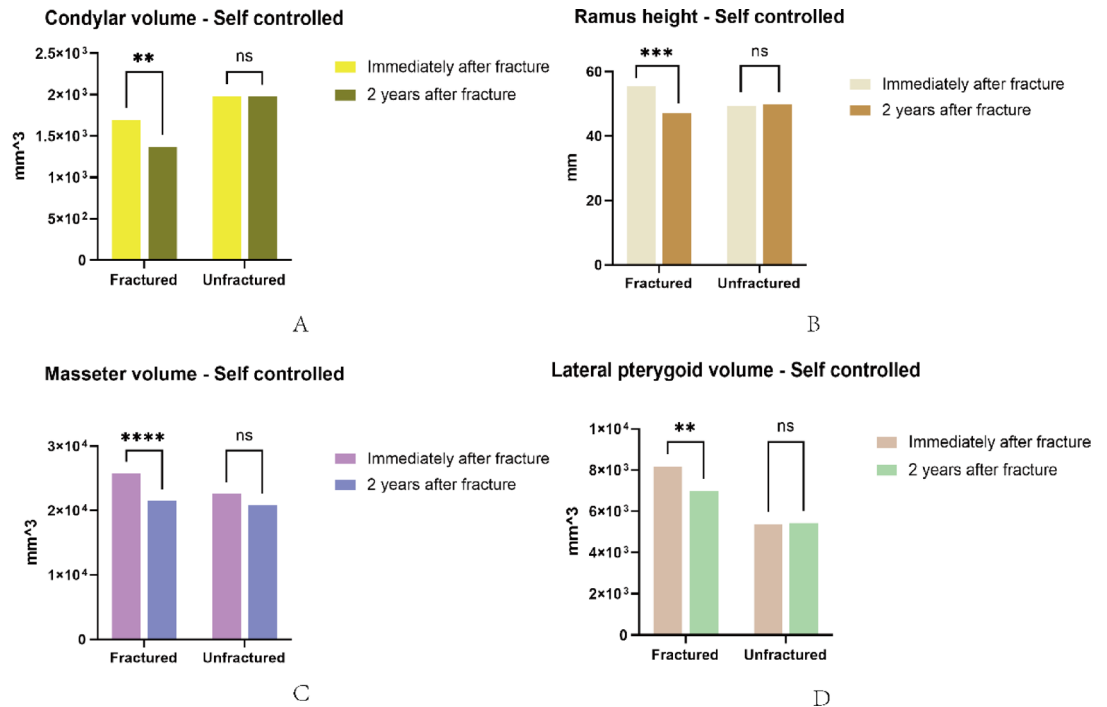 Condylar volume - Self controlled
2.5×10³
2×10³
1.5×10³
1×10³
5×10²
0
mm^3
**
ns
Fractured
Unfractured
Immediately after fracture
2 years after fracture
A
Ramus height - Self controlled
60
40
20
0
mm
***
ns
Fractured
Unfractured
Immediately after fracture
2 years after fracture
B
Masseter volume - Self controlled
3×10⁴
2×10⁴
1×10⁴
0
mm^3
****
ns
Fractured
Unfractured
Immediately after fracture
2 years after fracture
C
Lateral pterygoid volume - Self controlled
1×10⁴
8×10³
6×10³
4×10³
2×10³
0
mm^3
**
ns
Fractured
Unfractured
Immediately after fracture
2 years after fracture
D